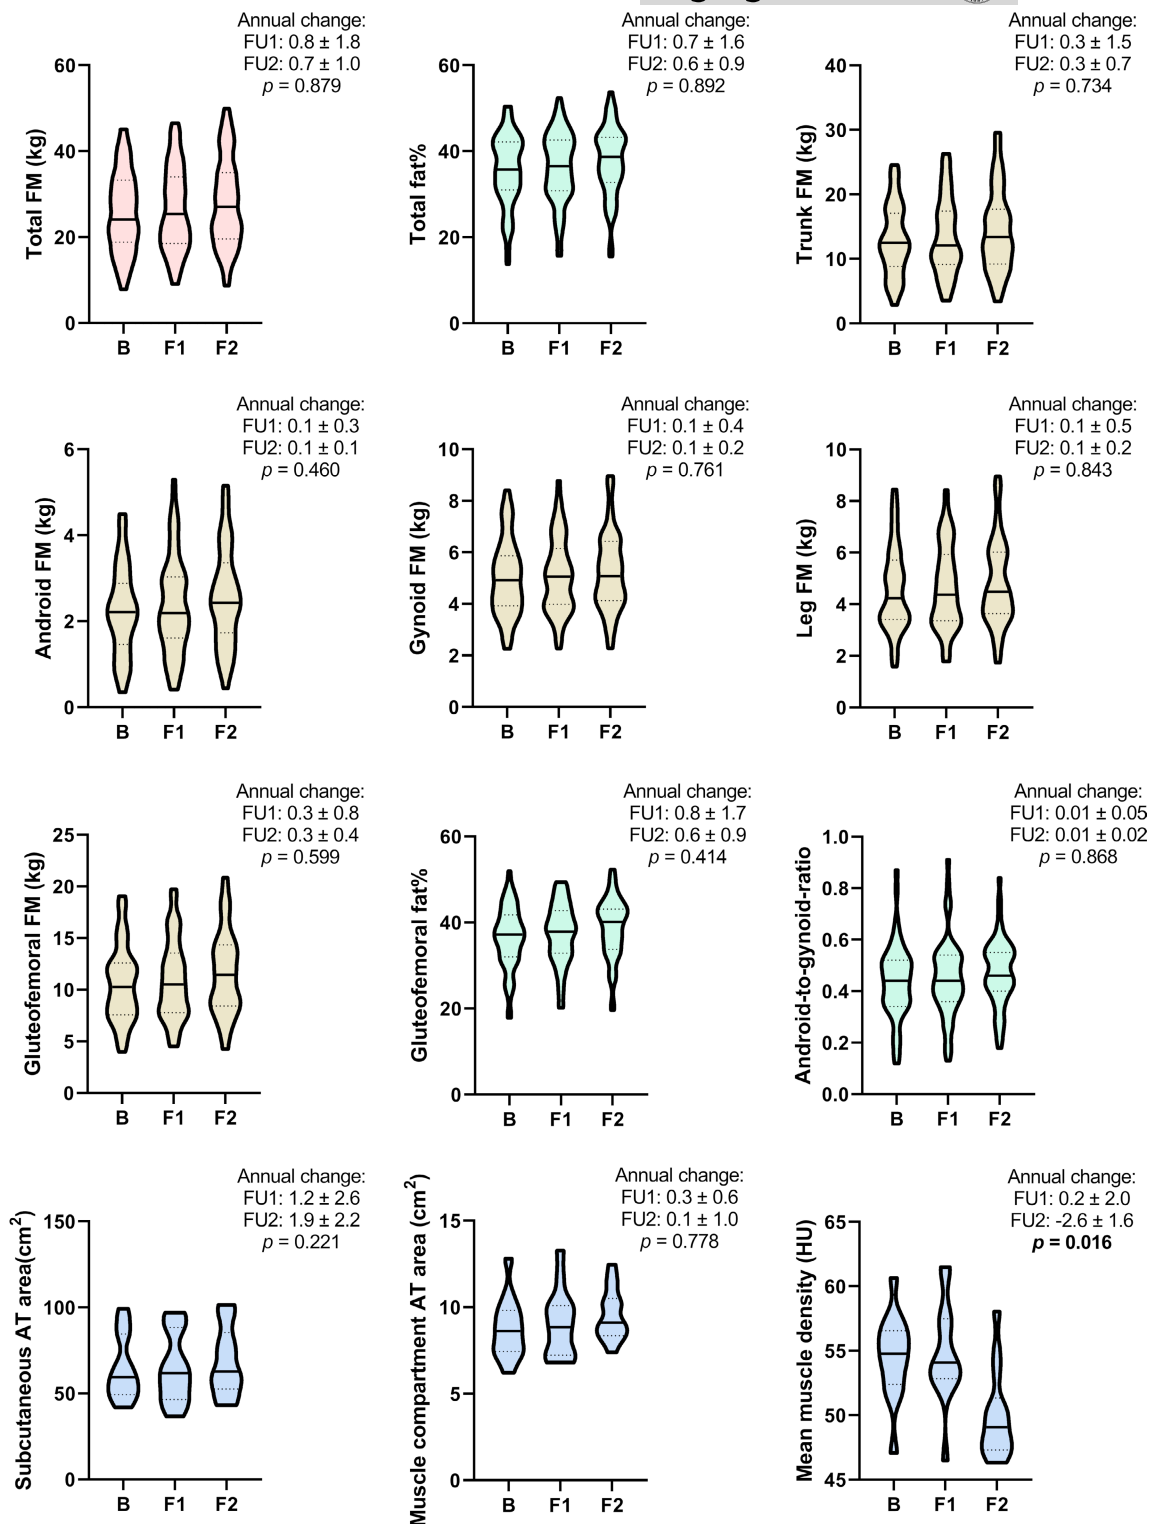 Annual change:
FU1: 0.8 ± 1.8
FU2: 0.7 ± 1.0
p = 0.879
Total FM (kg)
60
40
20
0
B F1 F2
Annual change:
FU1: 0.7 ± 1.6
FU2: 0.6 ± 0.9
p = 0.892
Total fat%
60
40
20
0
B F1 F2
Annual change:
FU1: 0.3 ± 1.5
FU2: 0.3 ± 0.7
p = 0.734
Trunk FM (kg)
40
30
20
10
0
B F1 F2
Annual change:
FU1: 0.1 ± 0.3
FU2: 0.1 ± 0.1
p = 0.460
Android FM (kg)
6
4
2
0
B F1 F2
Annual change:
FU1: 0.1 ± 0.4
FU2: 0.1 ± 0.2
p = 0.761
Gynoid FM (kg)
10
8
6
4
2
0
B F1 F2
Annual change:
FU1: 0.1 ± 0.5
FU2: 0.1 ± 0.2
p = 0.843
Leg FM (kg)
10
8
6
4
2
0
B F1 F2
Annual change:
FU1: 0.3 ± 0.8
FU2: 0.3 ± 0.4
p = 0.599
Gluteofemoral FM (kg)
25
20
15
10
5
0
B F1 F2
Annual change:
FU1: 0.8 ± 1.7
FU2: 0.6 ± 0.9
p = 0.414
Gluteofemoral fat%
60
40
20
0
B F1 F2
Annual change:
FU1: 0.01 ± 0.05
FU2: 0.01 ± 0.02
p = 0.868
Android-to-gynoid-ratio
1.0
0.8
0.6
0.4
0.2
0.0
B F1 F2
Annual change:
FU1: 1.2 ± 2.6
FU2: 1.9 ± 2.2
p = 0.221
Subcutaneous AT area(cm²)
150
100
50
0
B F1 F2
Annual change:
FU1: 0.3 ± 0.6
FU2: 0.1 ± 1.0
p = 0.778
Muscle compartment AT area (cm²)
15
10
5
0
B F1 F2
Annual change:
FU1: 0.2 ± 2.0
FU2: -2.6 ± 1.6
p = 0.016
Mean muscle density (HU)
65
60
55
50
45
B F1 F2